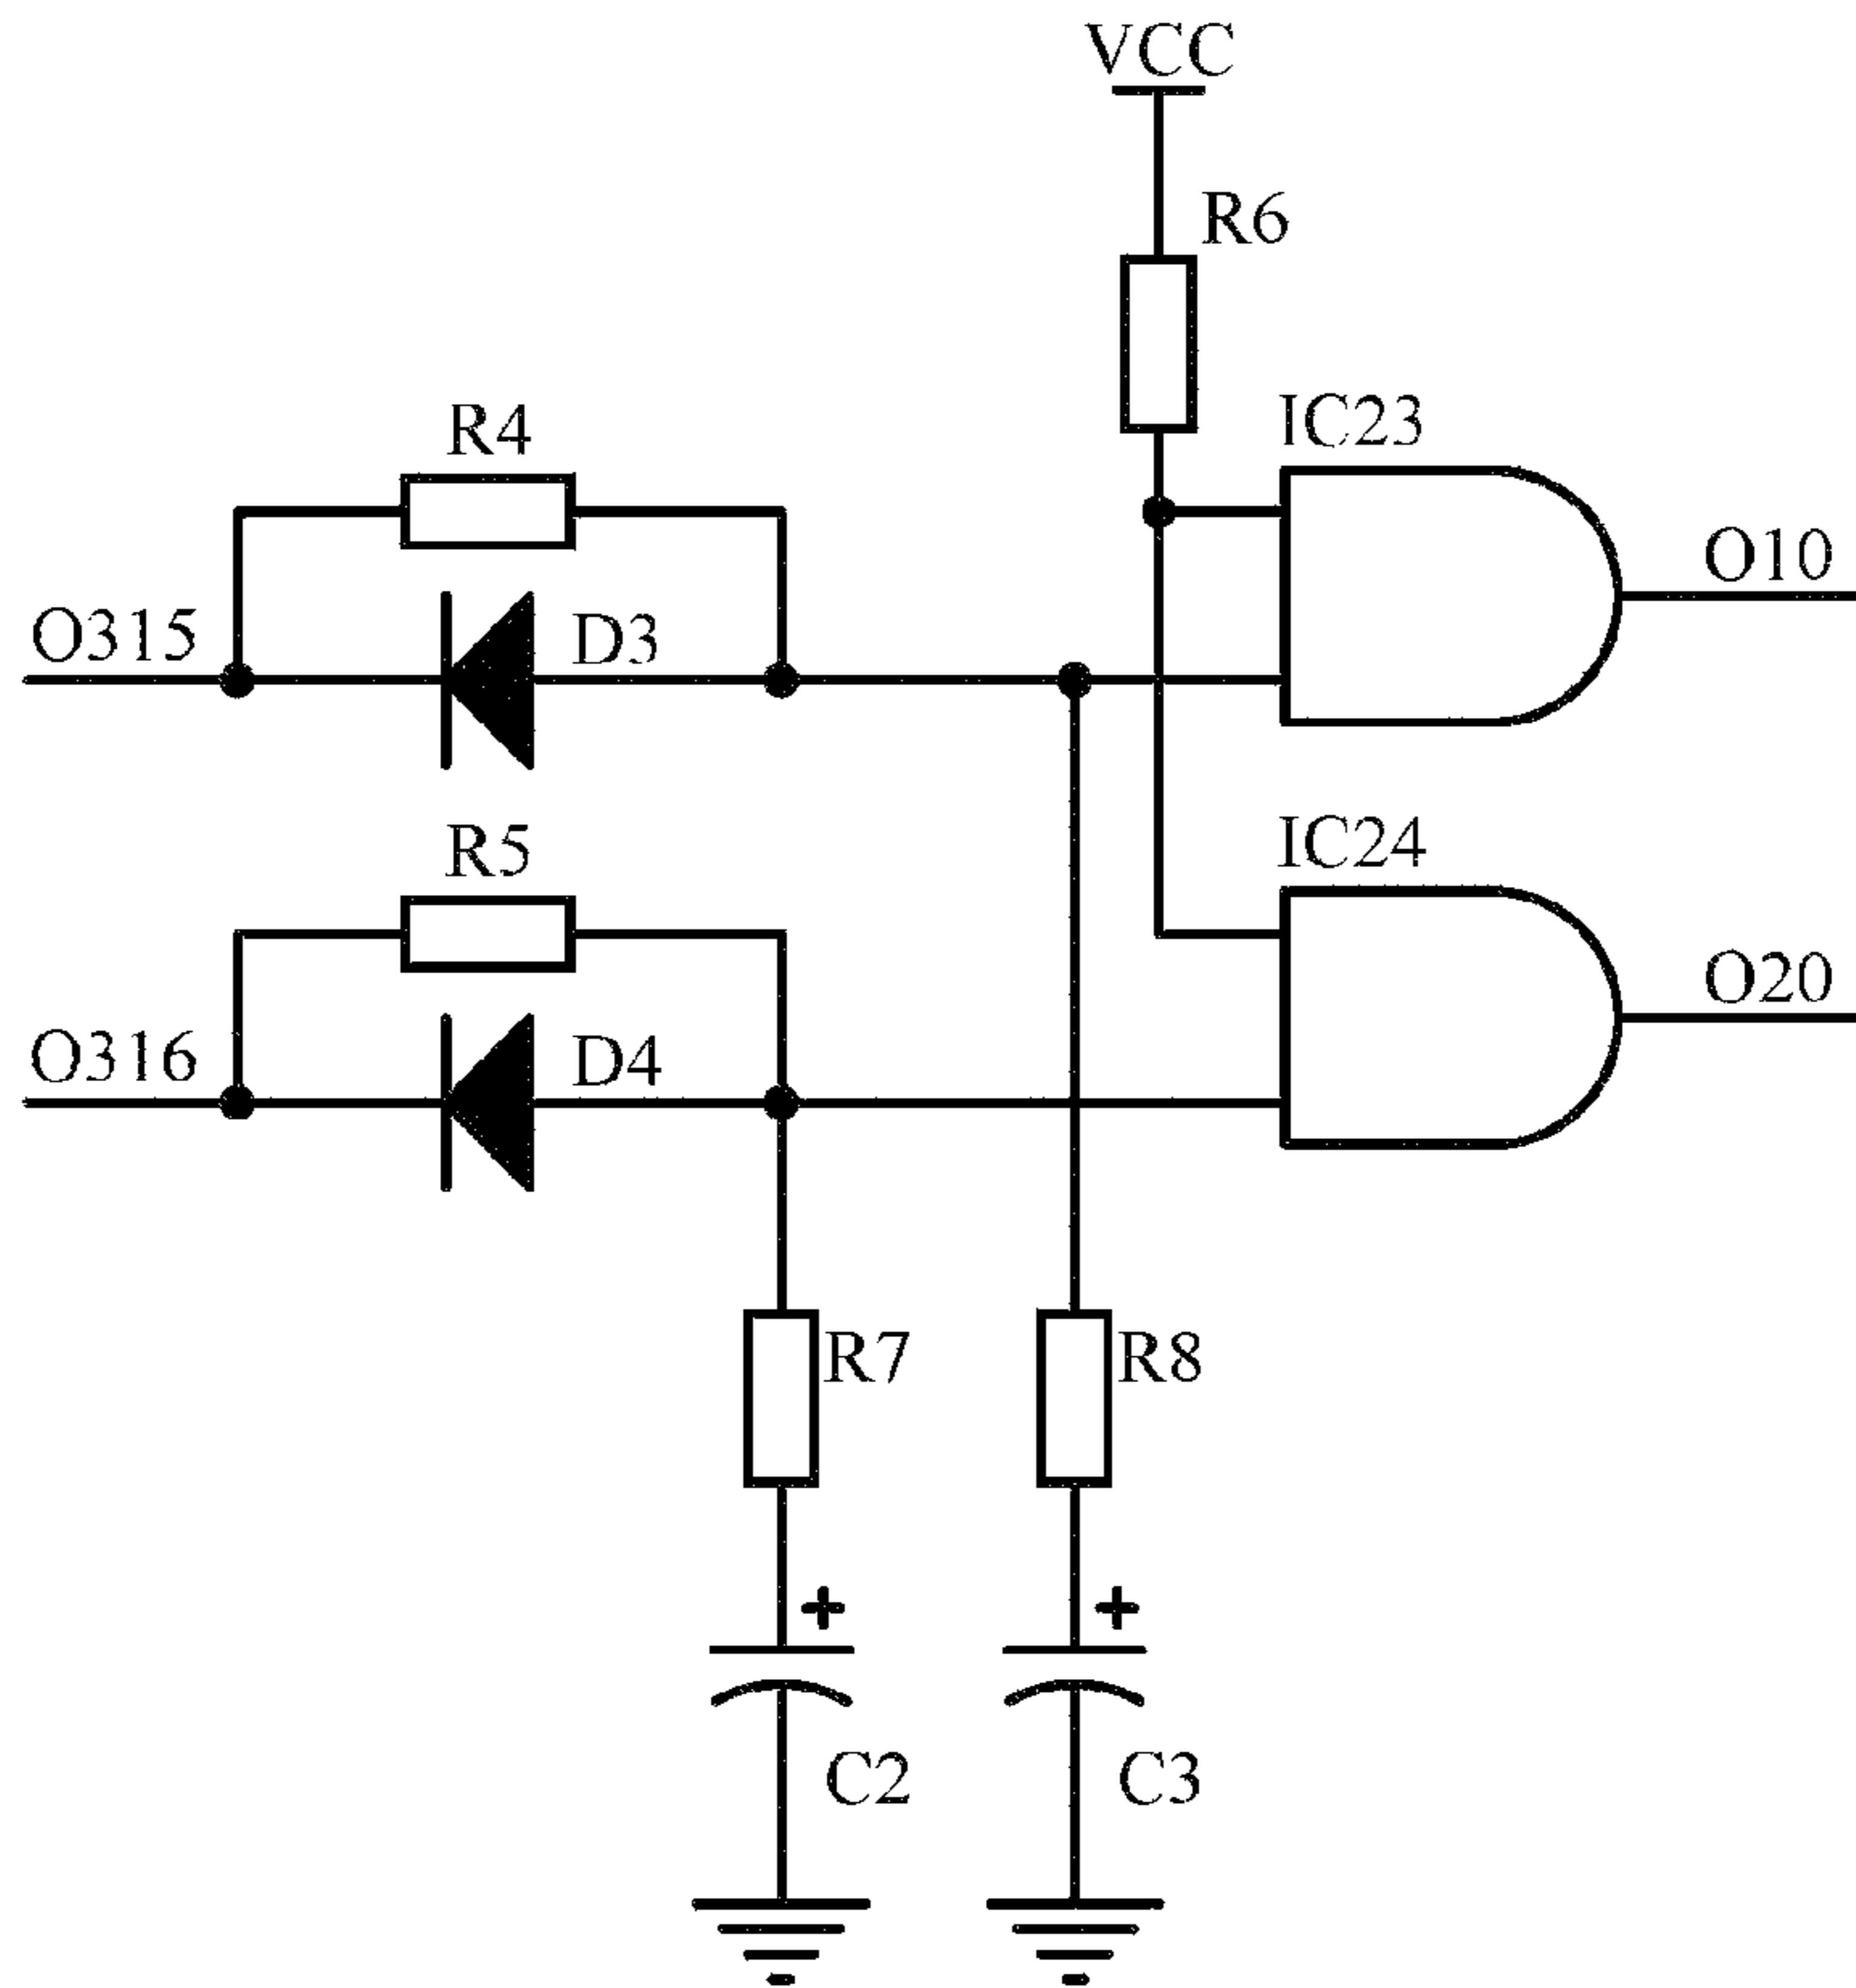 VCC
R6
R4
IC23
O10
O315
D3
R5
IC24
O20
O316
D4
R7
R8
+
+
C2
C3